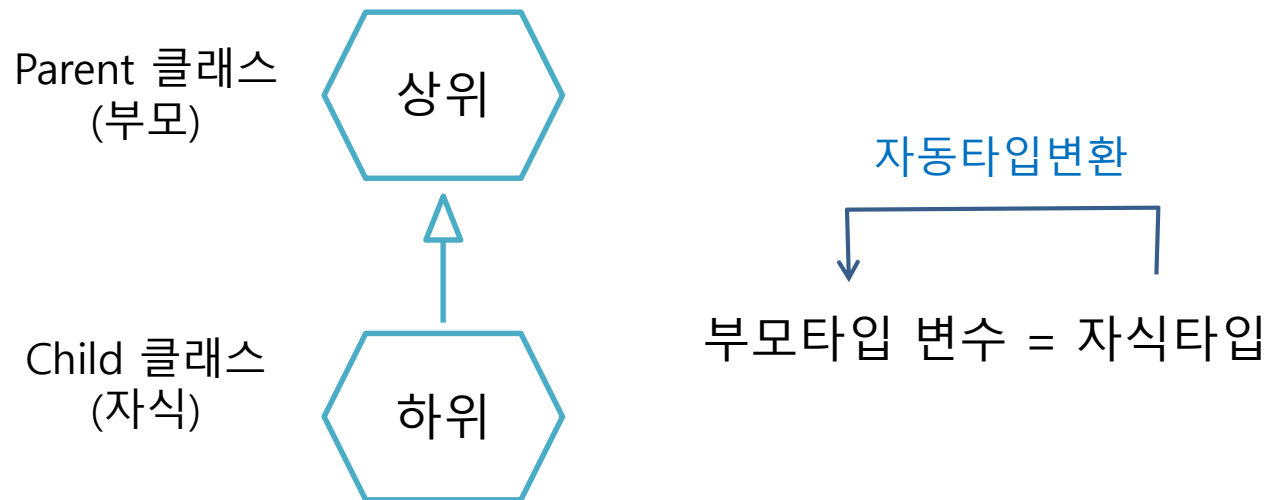 Parent 클래스
(부모)
상위
자동타입변환
부모타입 변수 = 자식타입
Child 클래스
(자식)
하위